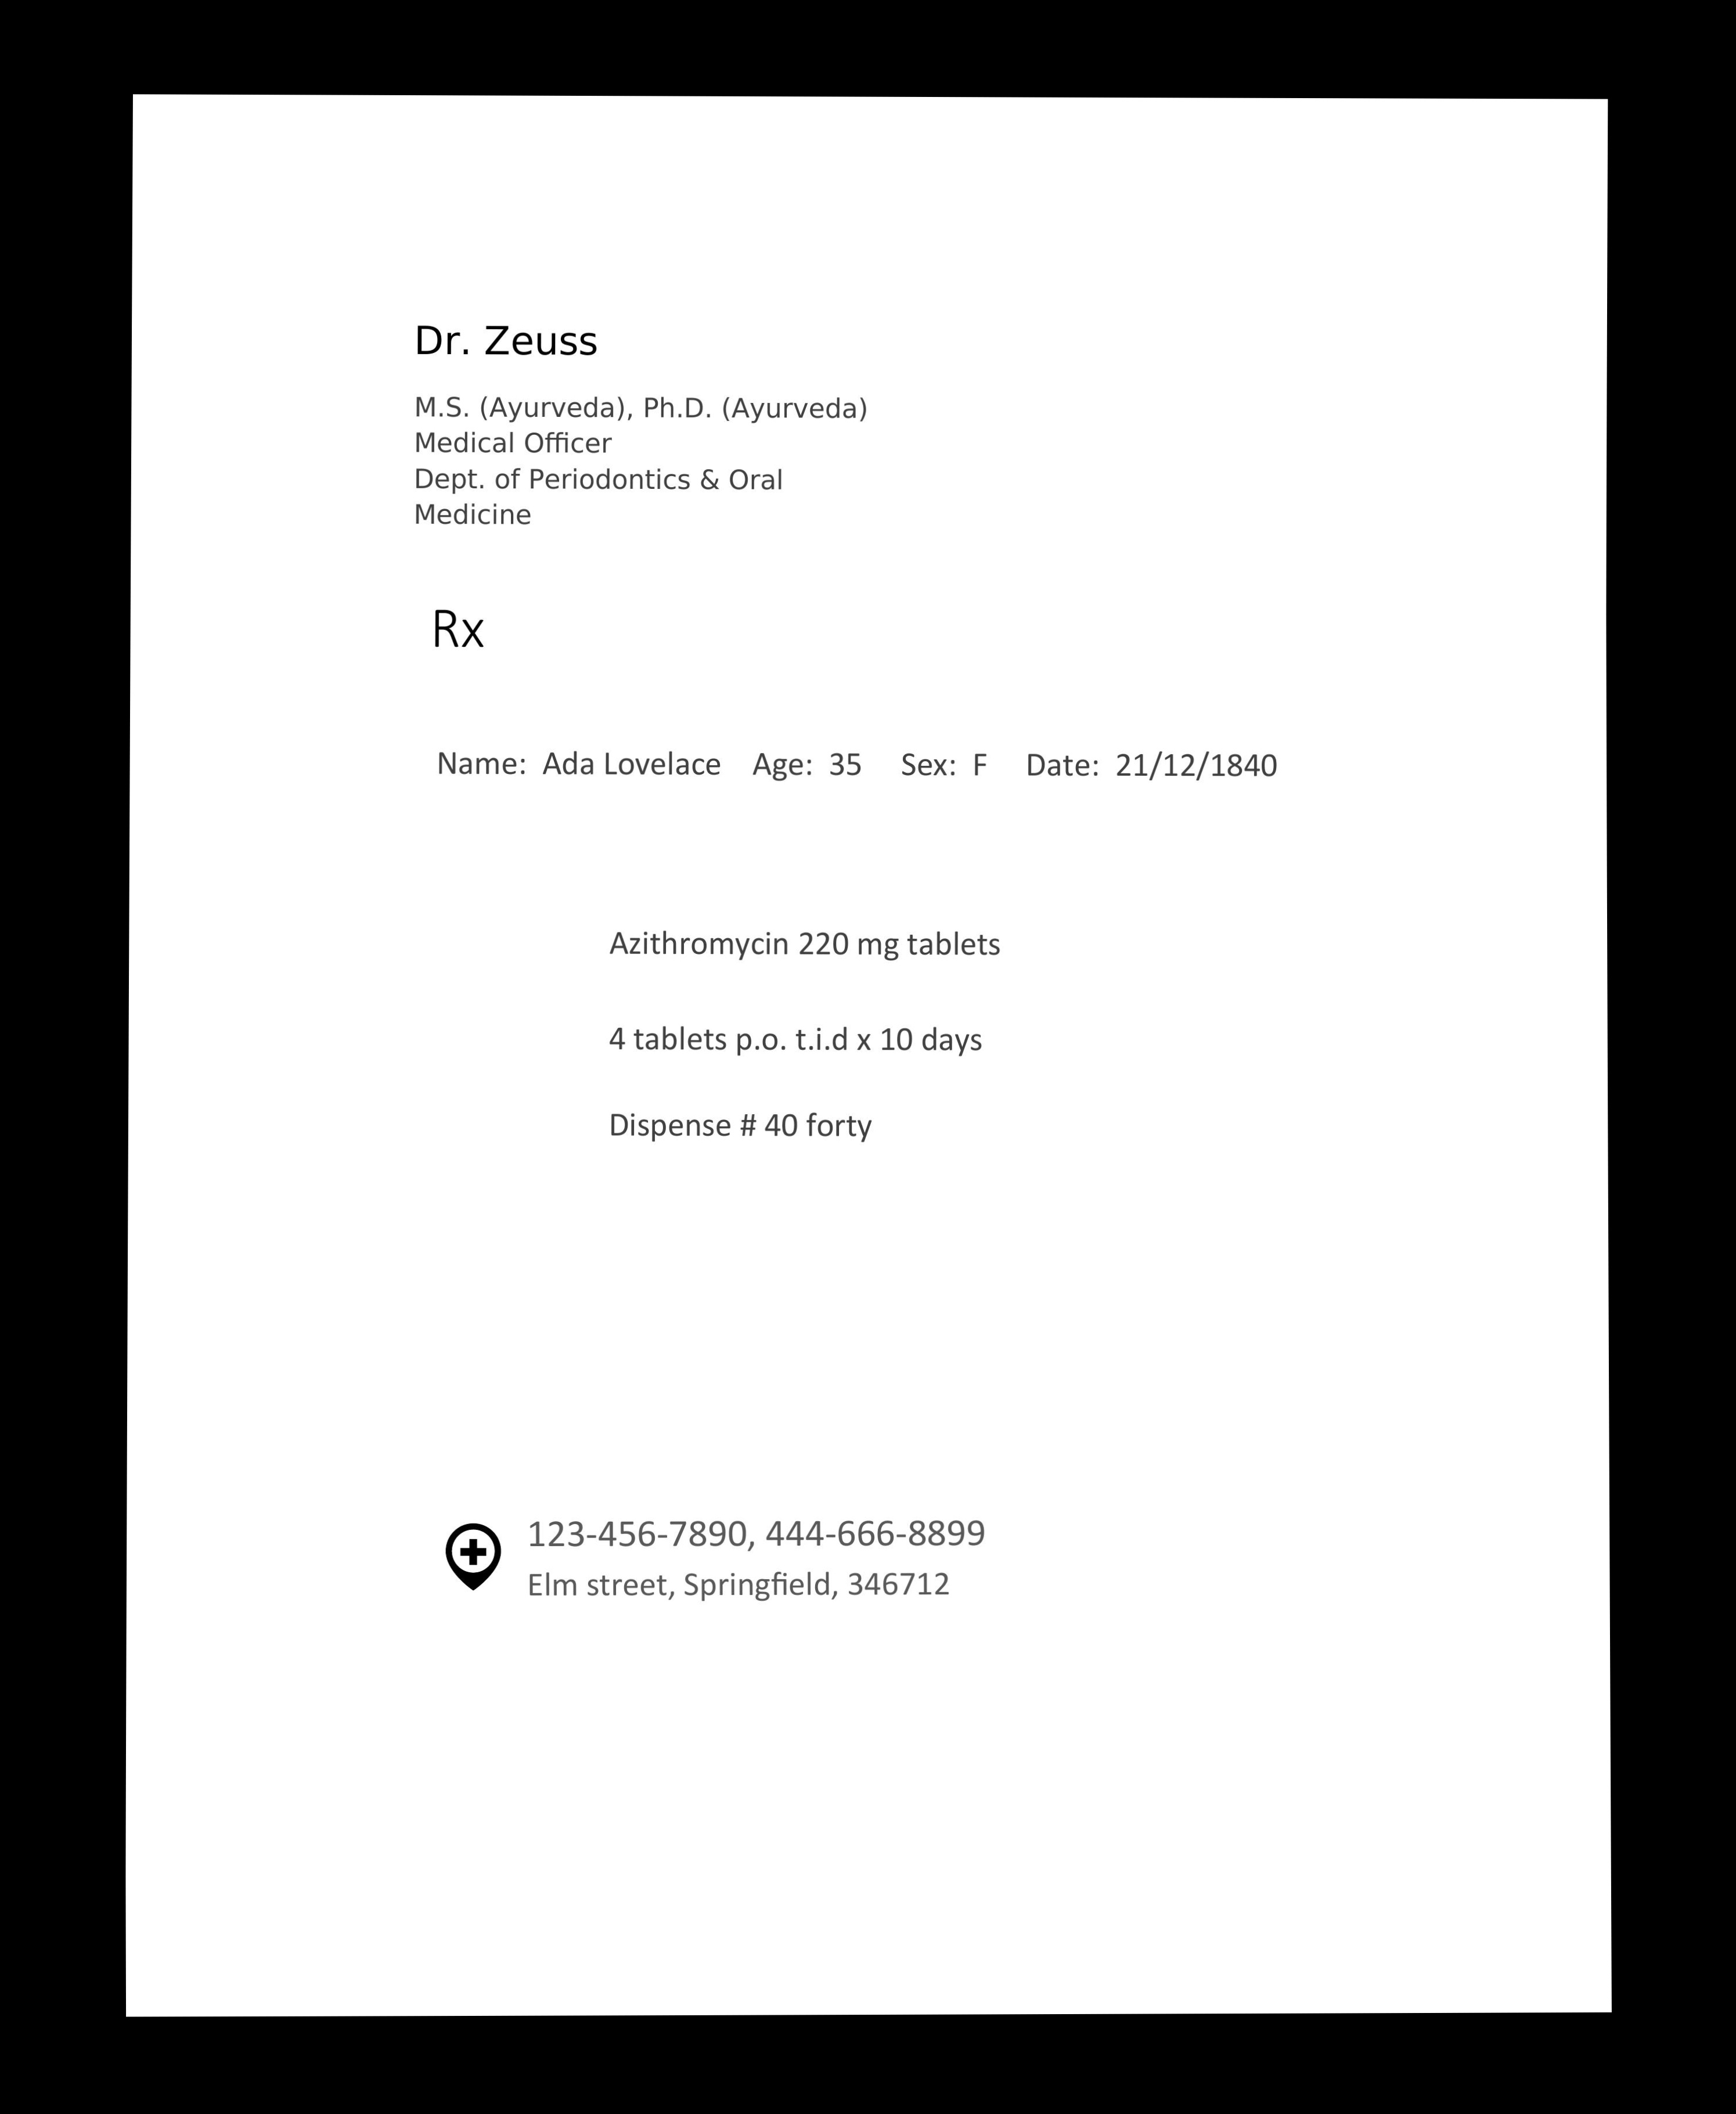 Dr. Zeuss
M.S. (Ayurveda), Ph.D. (Ayurveda)
Medical Officer
Dept. of Periodontics & Oral
Medicine
Rx
Name: Ada Lovelace Age: 35 Sex: F Date: 21/12/1840
Azithromycin 220 mg tablets
4 tablets p.o. t.i.d x 10 days
Dispense # 40 forty
123-456-7890, 444-666-8899
Elm street, Springfield, 346712